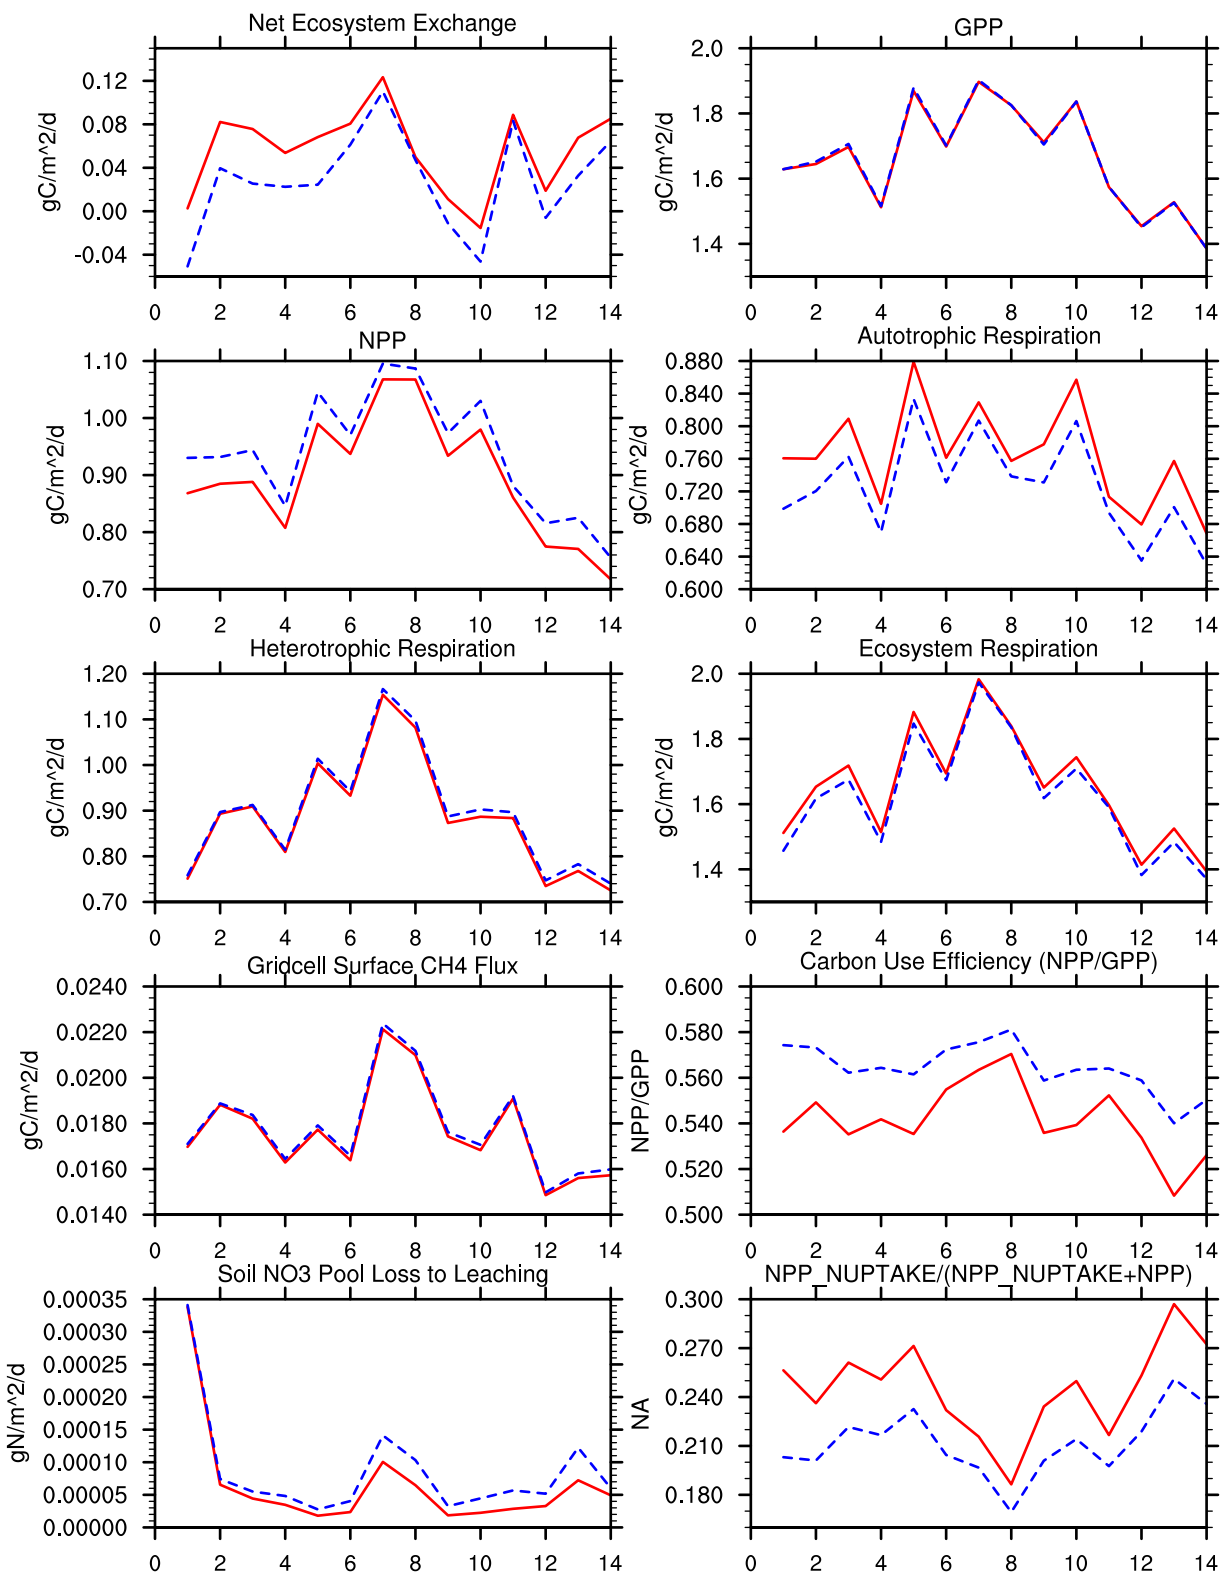 Net Ecosystem Exchange
gC/m^2/d
0.12
0.08
0.04
0.00
-0.04
0 2 4 6 8 10 12 14
GPP
gC/m^2/d
2.0
1.8
1.6
1.4
0 2 4 6 8 10 12 14
NPP
gC/m^2/d
1.10
1.00
0.90
0.80
0.70
0 2 4 6 8 10 12 14
Autotrophic Respiration
gC/m^2/d
0.880
0.840
0.800
0.760
0.720
0.680
0.640
0.600
0 2 4 6 8 10 12 14
Heterotrophic Respiration
gC/m^2/d
1.20
1.10
1.00
0.90
0.80
0.70
0 2 4 6 8 10 12 14
Ecosystem Respiration
gC/m^2/d
2.0
1.8
1.6
1.4
0 2 4 6 8 10 12 14
Gridcell Surface CH4 Flux
gC/m^2/d
0.0240
0.0220
0.0200
0.0180
0.0160
0.0140
0 2 4 6 8 10 12 14
Carbon Use Efficiency (NPP/GPP)
NPP/GPP
0.600
0.580
0.560
0.540
0.520
0.500
0 2 4 6 8 10 12 14
Soil NO3 Pool Loss to Leaching
gN/m^2/d
0.00035
0.00030
0.00025
0.00020
0.00015
0.00010
0.00005
0.00000
0 2 4 6 8 10 12 14
NPP_NUPTAKE/(NPP_NUPTAKE+NPP)
NA
0.300
0.270
0.240
0.210
0.180
0 2 4 6 8 10 12 14